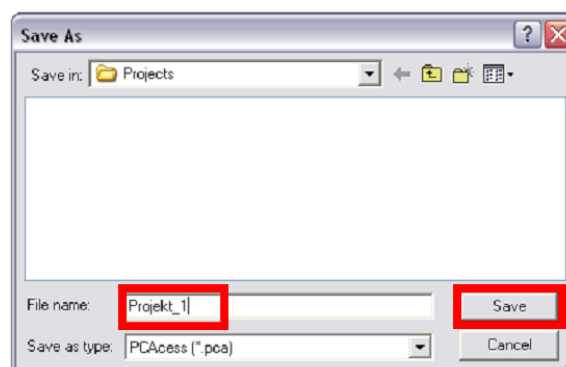 Save As
Save in: Projects
File name: Projekt_1
Save
Save as type: PCAcess (*.pca)
Cancel